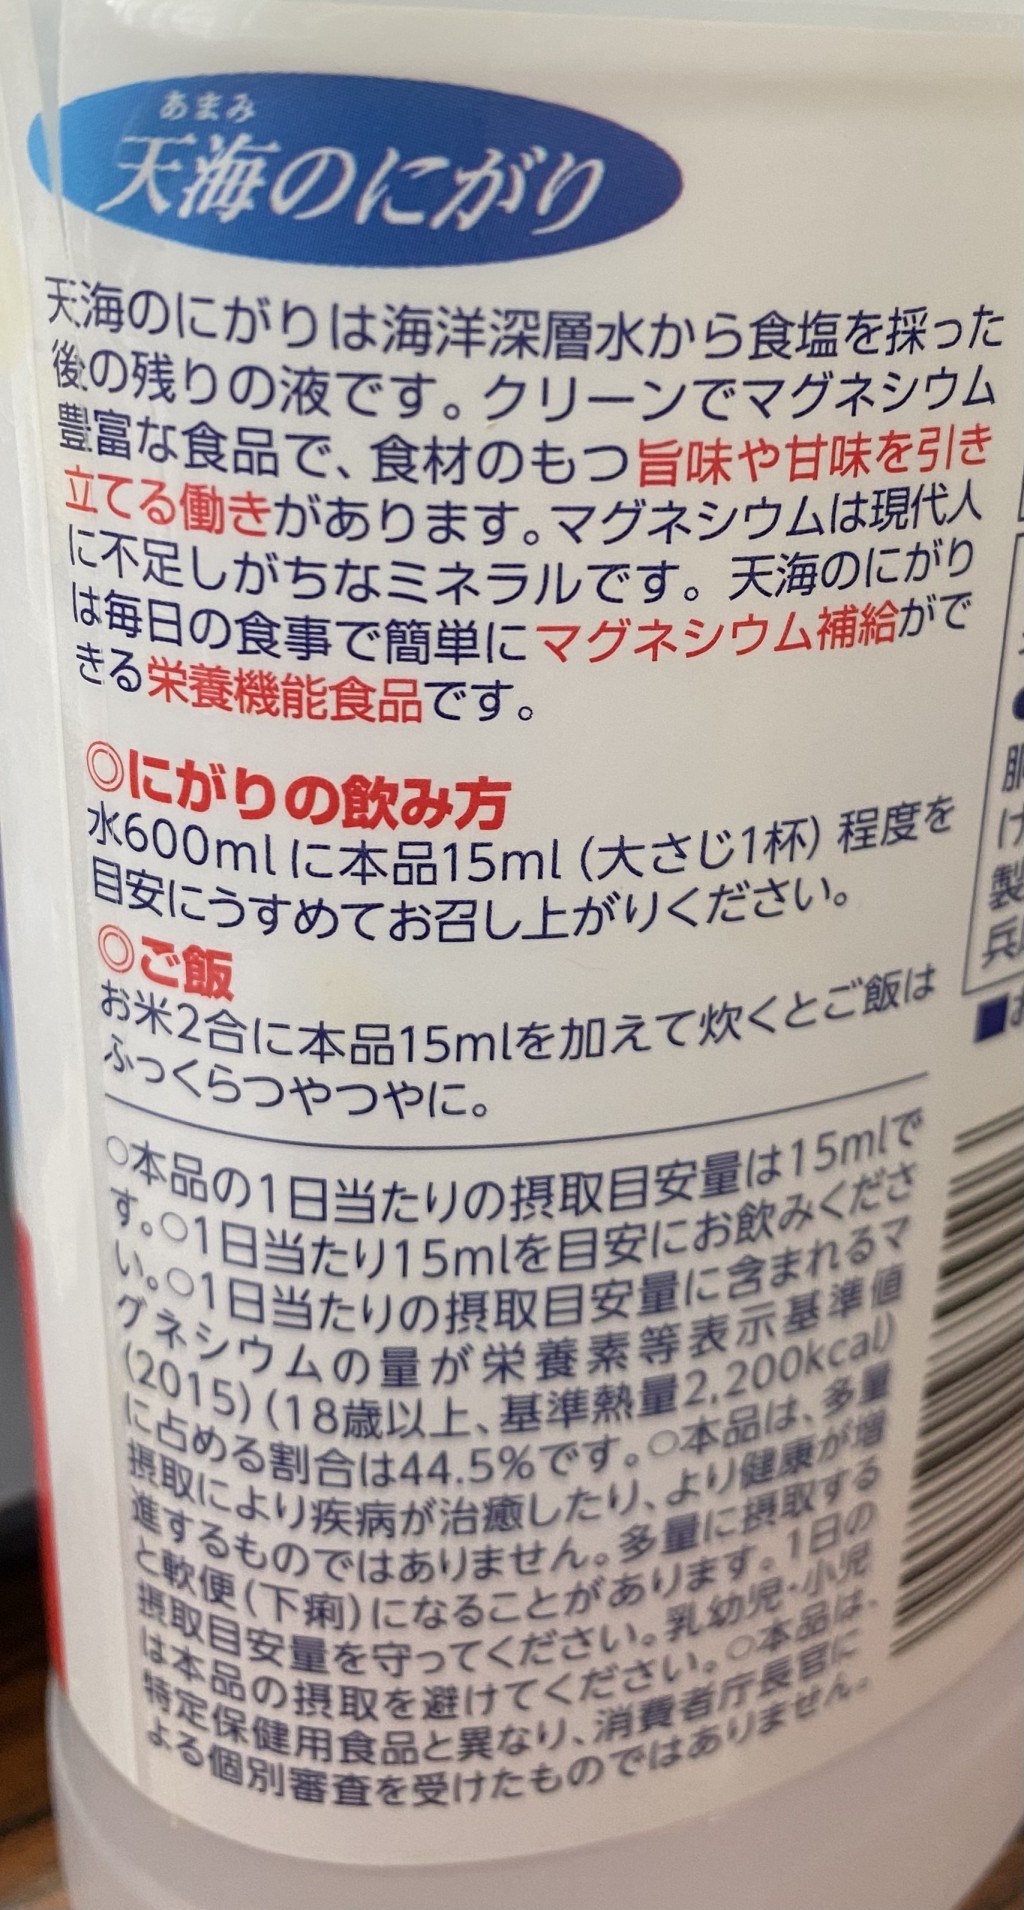 あまみ
天海のにがり
天海のにがりは海洋深層水から食塩を採った
後の残りの液です。クリーンでマグネシウム
豊富な食品で、食材のもつ旨味や甘味を引き
立てる働きがあります。マグネシウムは現代人
に不足しがちなミネラルです。天海のにがり
は毎日の食事で簡単にマグネシウム補給がで
きる栄養機能食品です。
◎にがりの飲み方
水600mlに本品15ml(大さじ1杯)程度を
目安にうすめてお召し上がりください。
◎ご飯
お米2合に本品15mlを加えて炊くとご飯は
ふっくらつやつやに。
○本品の1日当たりの摂取目安量は15mlで
す。○1日当たり15mlを目安にお飲みくださ
い。○1日当たりの摂取目安量に含まれるマ
グネシウムの量が栄養素等表示基準値
(2015)(18歳以上、基準熱量2,200kcal)
に占める割合は44.5%です。○本品は、多量
摂取により疾病が治癒したり、より健康が増
進するものではありません。多量に摂取する
と軟便(下痢)になることがあります。1日の
摂取目安量を守ってください。乳幼児・小児
は本品の摂取を避けてください。○本品は、
特定保健用食品と異なり、消費者庁長官に
よる個別審査を受けたものではありません。
け
製
兵
■お